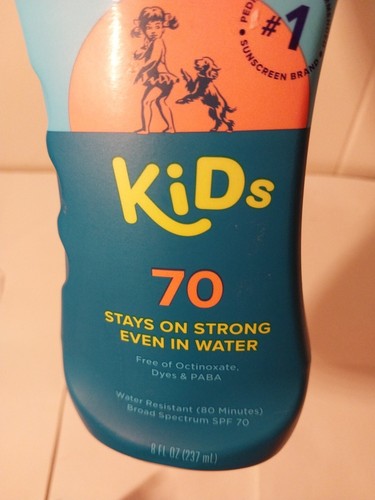 #1
SUNSCREEN BRAND
KiDs
70
STAYS ON STRONG
EVEN IN WATER
Free of Octinoxate,
Dyes & PABA
Water Resistant (80 Minutes)
Broad Spectrum SPF 70
8 fl OZ (237 mL)